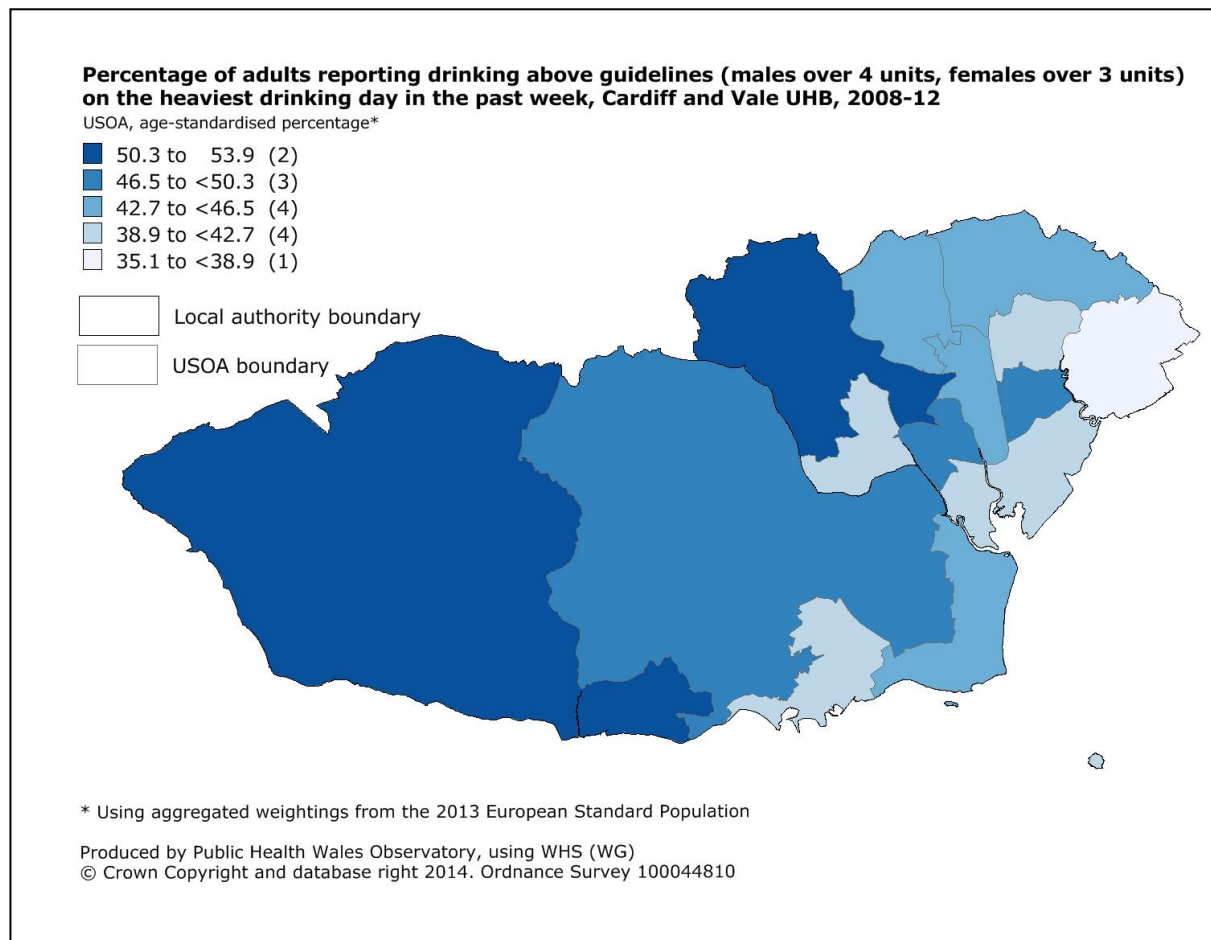 Percentage of adults reporting drinking above guidelines (males over 4 units, females over 3 units)
on the heaviest drinking day in the past week, Cardiff and Vale UHB, 2008-12
USOA, age-standardised percentage*
50.3 to 53.9 (2)
46.5 to <50.3 (3)
42.7 to <46.5 (4)
38.9 to <42.7 (4)
35.1 to <38.9 (1)
Local authority boundary
USOA boundary
* Using aggregated weightings from the 2013 European Standard Population
Produced by Public Health Wales Observatory, using WHS (WG)
© Crown Copyright and database right 2014. Ordnance Survey 100044810